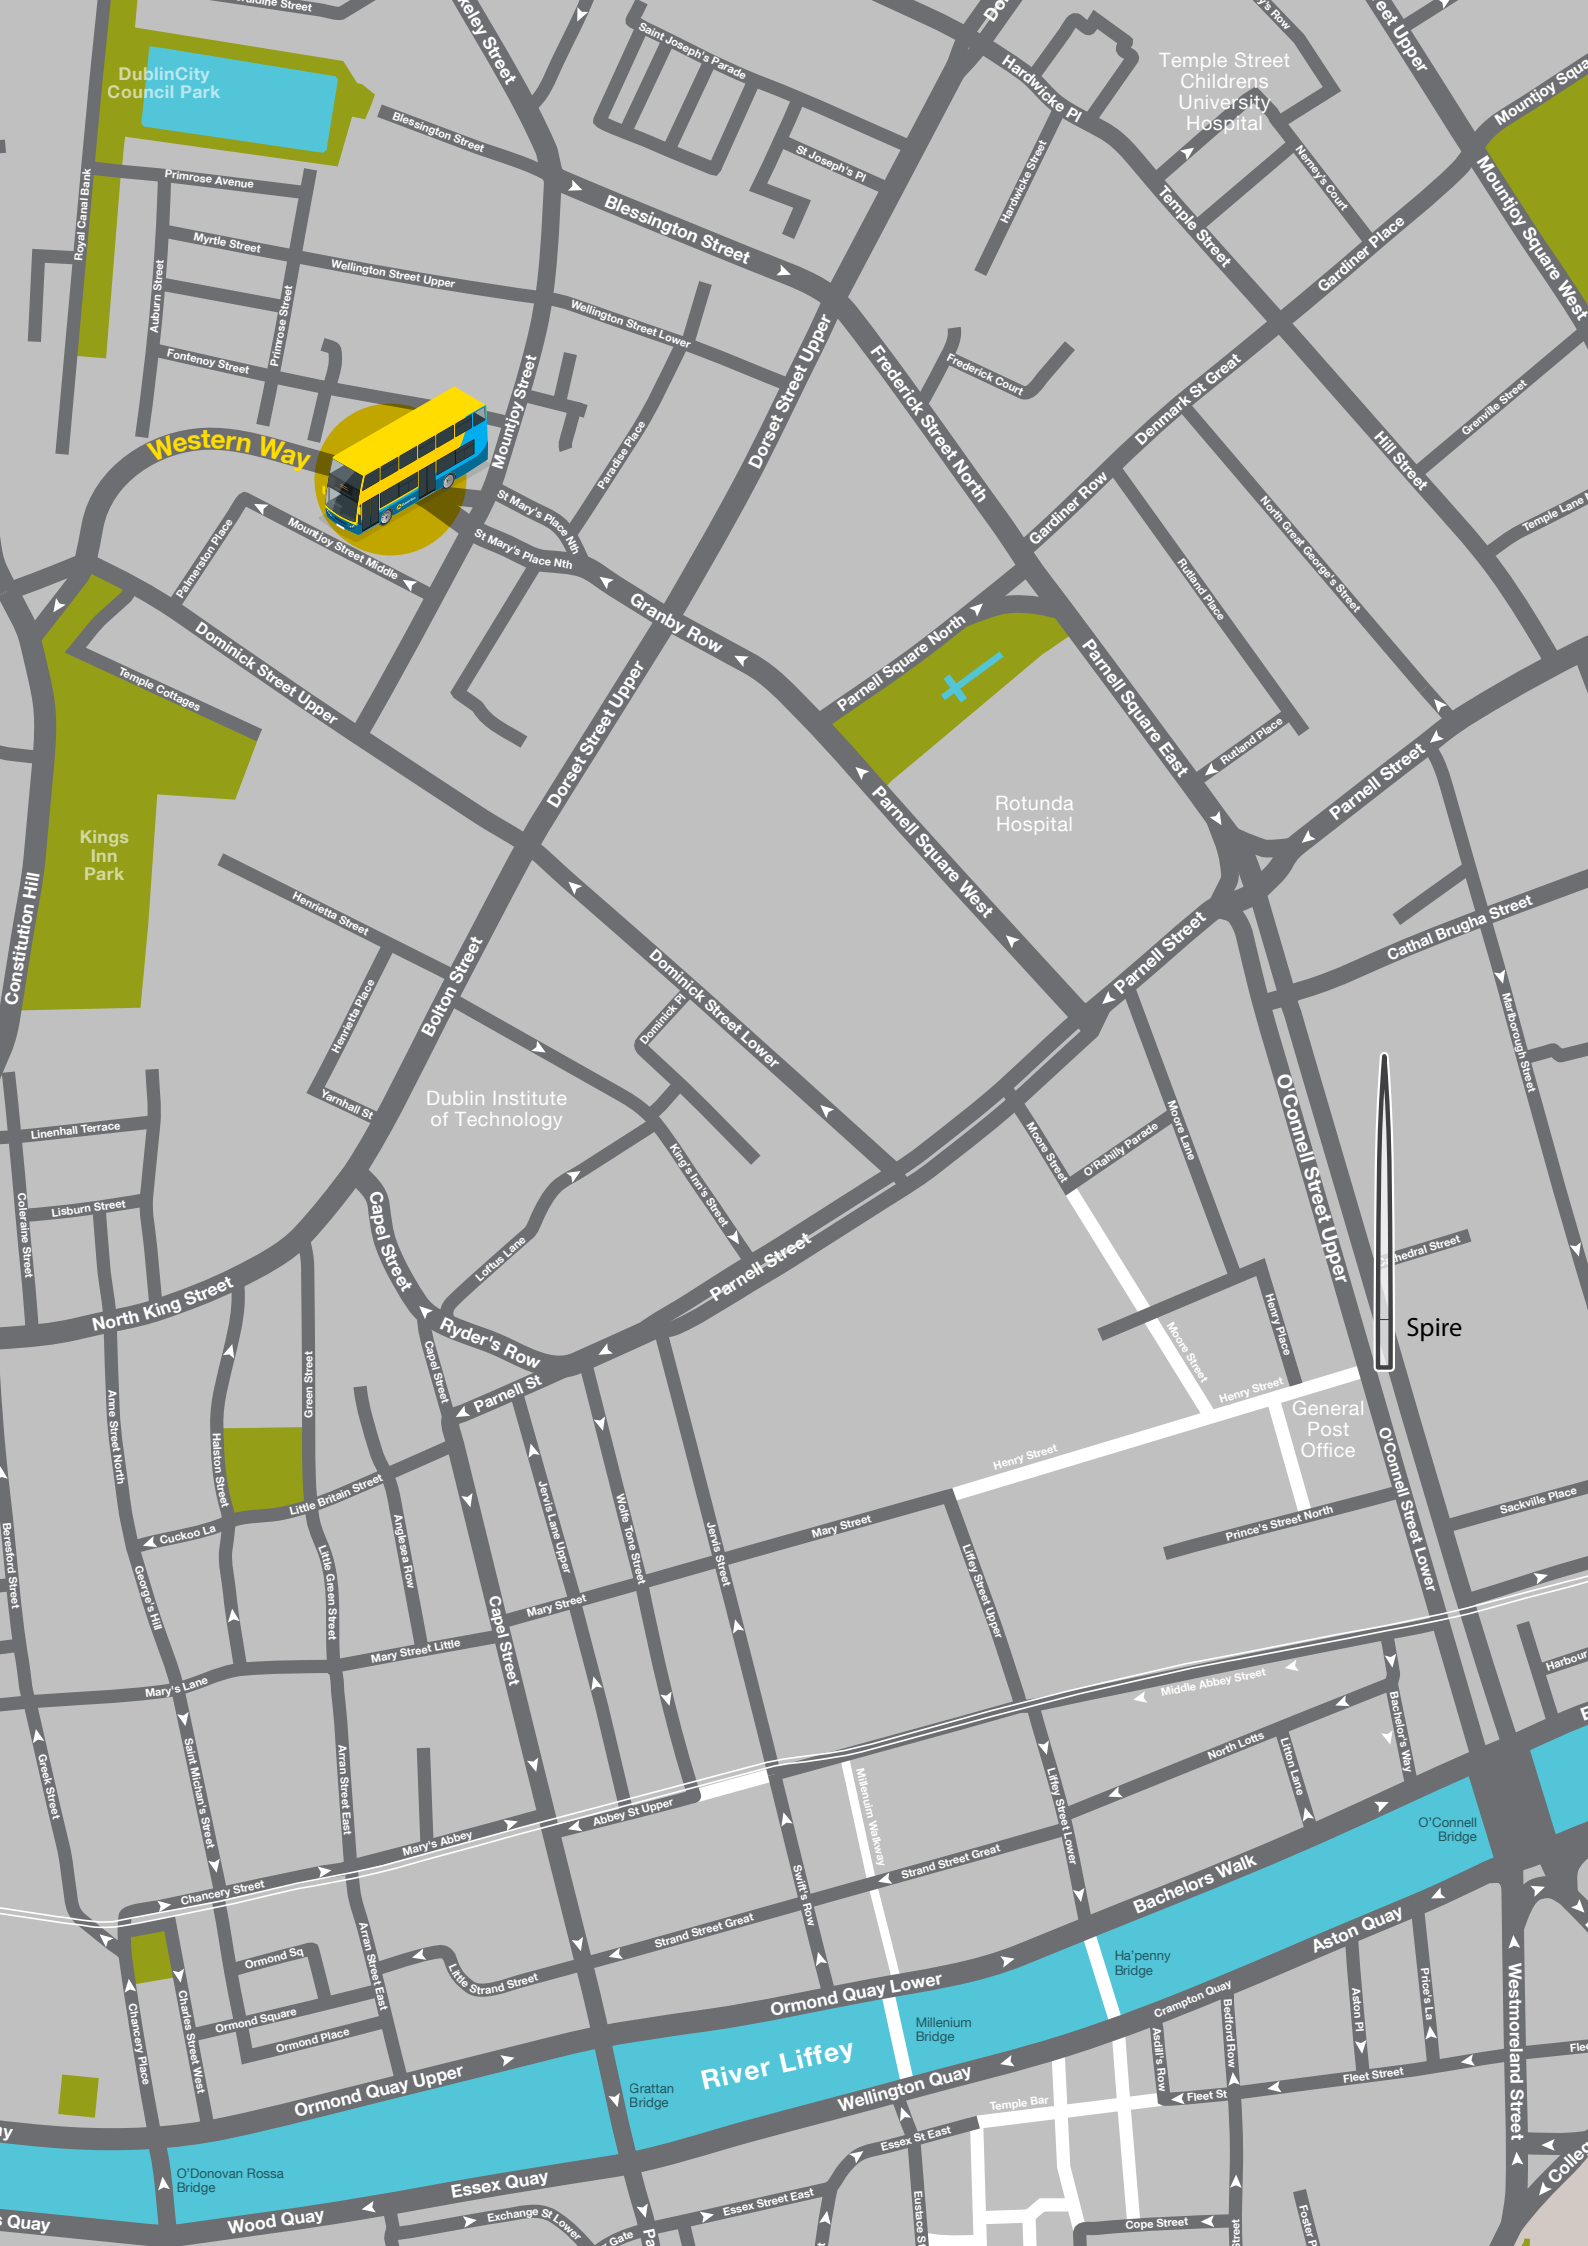 Saint Joseph's Parade
Hardwicke Pl
Temple Street
Childrens
University
Hospital
Mountjoy Square West
DublinCity
Council Park
Blessington Street
St Joseph's Pl
Hardwicke Street
Nerney's Court
Primrose Avenue
Royal Canal Bank
Blessington Street
Temple Street
Gardiner Place
Myrtle Street
Wellington Street Upper
Auburn Street
Primrose Street
Wellington Street Lower
Fontenoy Street
Mountjoy Street
Dorset Street Upper
Frederick Street North
Frederick Court
Denmark St Great
Grenville Street
Hill Street
Western Way
Paradise Place
Gardiner Row
North Great George's Street
Temple Lane
St Mary's Place Nth
St Mary's Place Nth
Mountjoy Street Middle
Palmerston Place
Rutland Place
Granby Row
Dominick Street Upper
Parnell Square North
Parnell Square East
Temple Cottages
Dorset Street Upper
Rutland Place
Parnell Street
Rotunda
Hospital
Parnell Square West
Kings
Inn
Park
Constitution Hill
Henrietta Street
Henrietta Place
Bolton Street
Dominick Street Lower
Dominick Pl
Parnell Street
Cathal Brugha Street
Marlborough Street
Yarnhall St
Dublin Institute
of Technology
O'Connell Street Upper
Moore Street
O'Rahilly Parade
Moore Lane
Linenhall Terrace
Lisburn Street
Coleraine Street
Capel Street
King's Inn's Street
Loftus Lane
Parnell Street
North King Street
Ryder's Row
Capel Street
Parnell St
Moore Street
Henry Place
Henry Street
Spire
General
Post
Office
Henry Street
Anne Street North
Green Street
Halston Street
Little Britain Street
Cuckoo La
Anglesea Row
Jervis Lane Upper
Wolfe Tone Street
Jervis Street
Mary Street
Prince's Street North
O'Connell Street Lower
Sackville Place
Beresford Street
George's Hill
Little Green Street
Mary Street
Mary Street Little
Capel Street
Liffey Street Upper
Mary's Lane
Middle Abbey Street
Harbour
Bachelor's Way
North Lotts
Litton Lane
Greek Street
Saint Michan's Street
Arran Street East
Mary's Abbey
Abbey St Upper
Millenuim Walkway
Liffey Street Lower
Strand Street Great
O'Connell
Bridge
Bachelors Walk
Chancery Street
Swift's Row
Strand Street Great
Aston Quay
Ormond Sq
Arran Street East
Little Strand Street
Ha'penny
Bridge
Ormond Quay Lower
Crampton Quay
Chancery Place
Charles Street West
Ormond Square
Ormond Place
Millenium
Bridge
Asdill's Row
Bedford Row
Aston Pl
Price's La
Westmoreland Street
River Liffey
Ormond Quay Upper
Grattan
Bridge
Wellington Quay
Temple Bar
Fleet St
Fleet Street
O'Donovan Rossa
Bridge
Essex Quay
Essex St East
Wood Quay
Exchange St Lower
Essex Street East
Cope Street